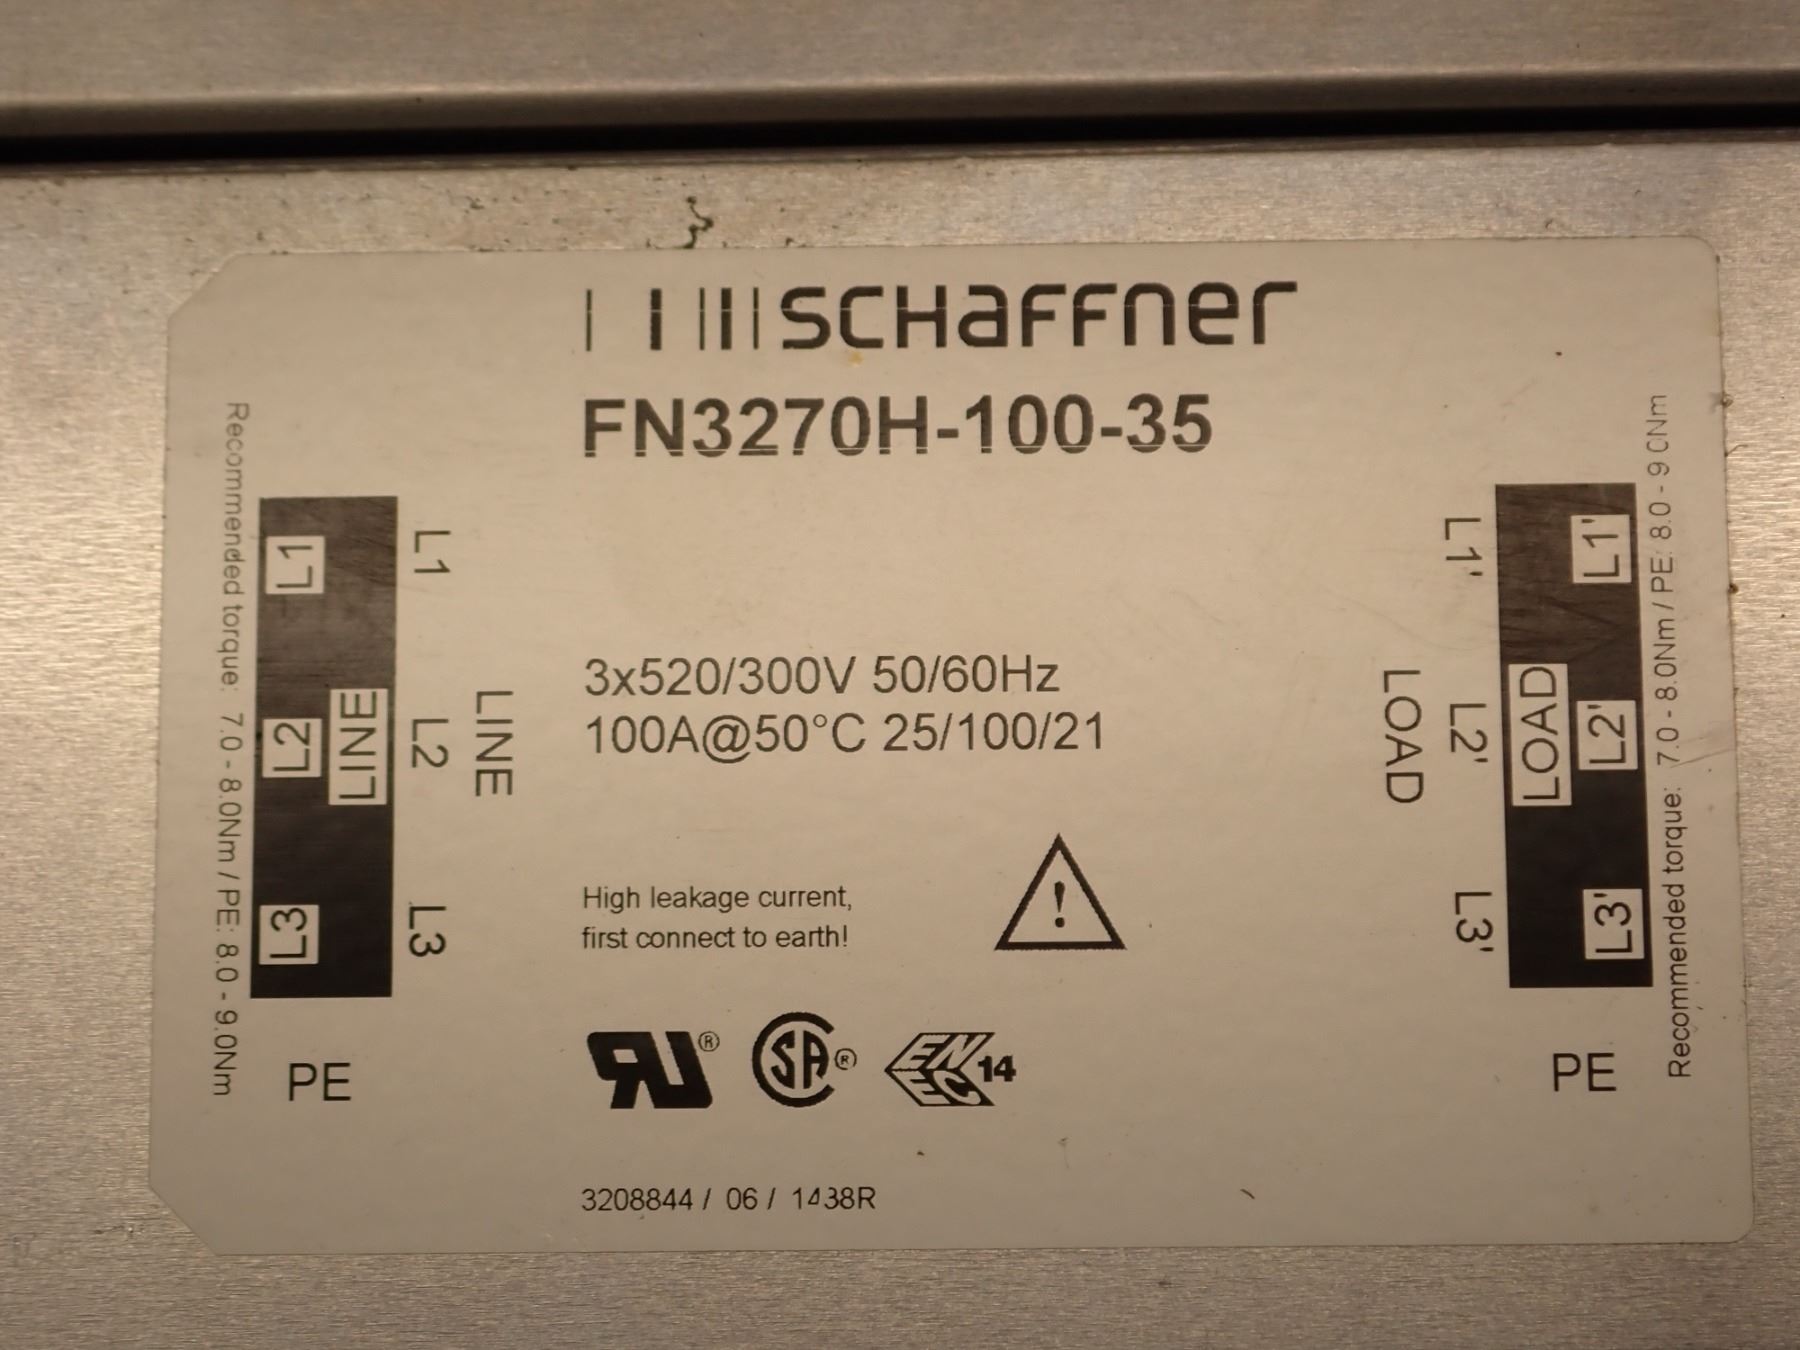 SCHaFFner
FN3270H-100-35
Recommended torque: 7.0 - 8.0Nm / PE: 8.0 - 9.0Nm
L1
L2
L3
LINE
L1
L2
L3
LINE
PE
3x520/300V 50/60Hz
100A@50°C 25/100/21
High leakage current,
first connect to earth!
!
UR®
SA®
ENEC 14
3208844 / 06 / 1438R
LOAD
L1'
L2'
L3'
LOAD
L1'
L2'
L3'
PE
Recommended torque: 7.0 - 8.0Nm / PE: 8.0 - 9.0Nm